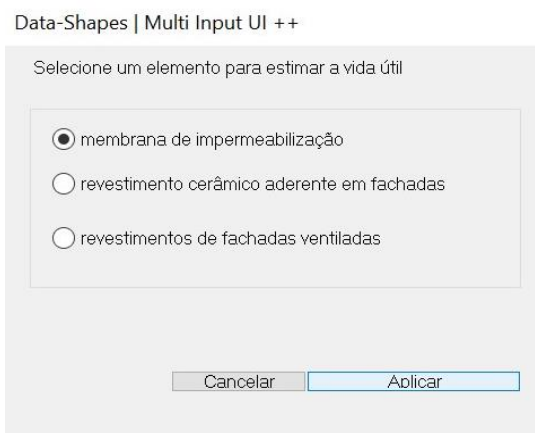 Data-Shapes | Multi Input UI ++
Selecione um elemento para estimar a vida útil
membrana de impermeabilização
revestimento cerâmico aderente em fachadas
revestimentos de fachadas ventiladas
Cancelar Aplicar